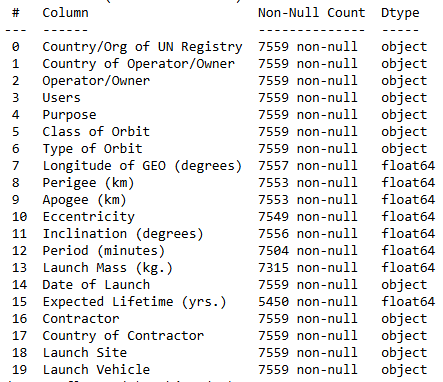 #   Column                        Non-Null Count  Dtype
---  ------                        --------------  -----
0   Country/Org of UN Registry    7559 non-null   object
1   Country of Operator/Owner     7559 non-null   object
2   Operator/Owner                7559 non-null   object
3   Users                         7559 non-null   object
4   Purpose                       7559 non-null   object
5   Class of Orbit                7559 non-null   object
6   Type of Orbit                 7559 non-null   object
7   Longitude of GEO (degrees)    7557 non-null   float64
8   Perigee (km)                  7553 non-null   float64
9   Apogee (km)                   7553 non-null   float64
10  Eccentricity                  7549 non-null   float64
11  Inclination (degrees)         7556 non-null   float64
12  Period (minutes)              7504 non-null   float64
13  Launch Mass (kg.)             7315 non-null   float64
14  Date of Launch                7559 non-null   object
15  Expected Lifetime (yrs.)      5450 non-null   float64
16  Contractor                    7559 non-null   object
17  Country of Contractor         7559 non-null   object
18  Launch Site                   7559 non-null   object
19  Launch Vehicle                7559 non-null   object